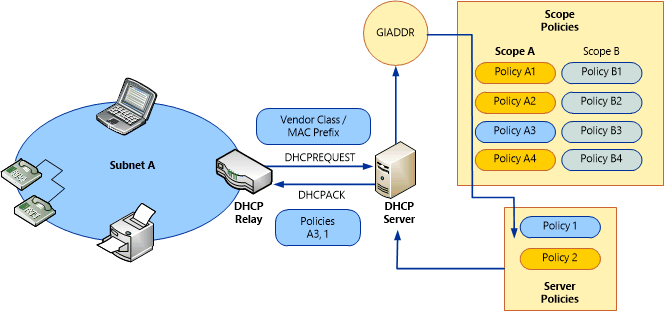 GIADDR
Scope
Policies
Scope A
Scope B
Policy A1
Policy B1
Policy A2
Policy B2
Policy A3
Policy B3
Policy A4
Policy B4
Vendor Class /
MAC Prefix
DHCPREQUEST
Subnet A
DHCPACK
DHCP
Relay
DHCP
Server
Policies
A3, 1
Policy 1
Policy 2
Server
Policies